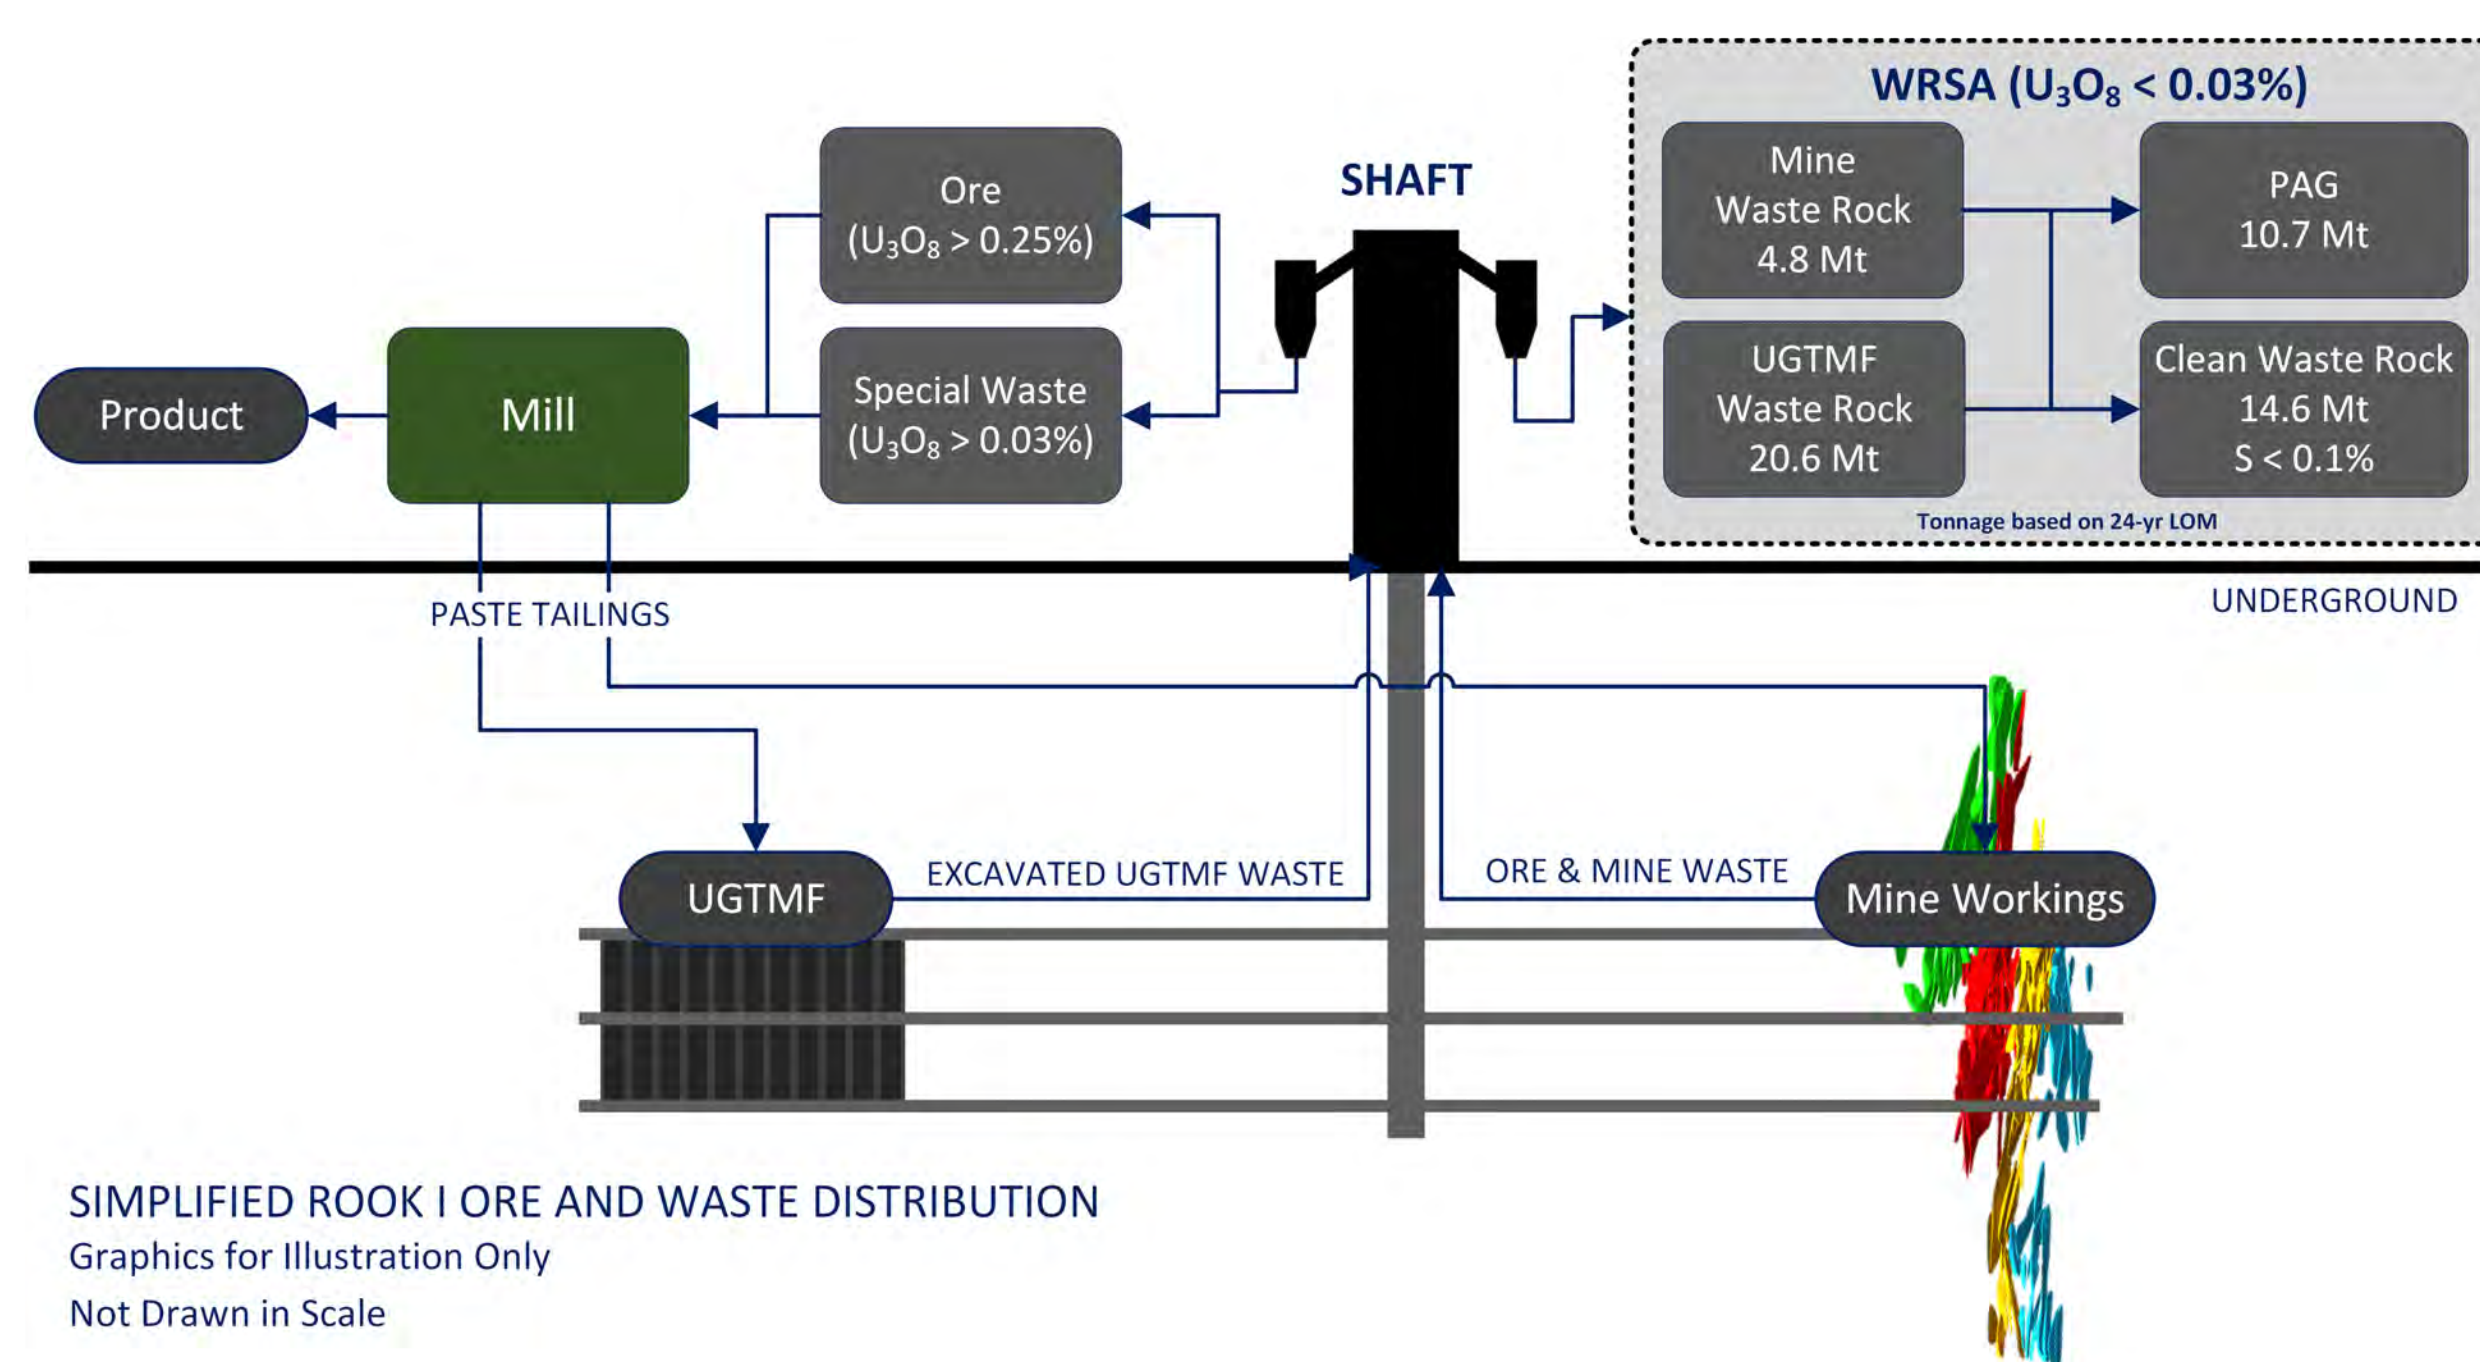 WRSA (U₃O₈ < 0.03%)
Mine
Waste Rock
4.8 Mt
PAG
10.7 Mt
UGTMF
Waste Rock
20.6 Mt
Clean Waste Rock
14.6 Mt
S < 0.1%
Tonnage based on 24-yr LOM
SHAFT
Ore
(U₃O₈ > 0.25%)
Special Waste
(U₃O₈ > 0.03%)
Mill
Product
PASTE TAILINGS
UNDERGROUND
UGTMF
EXCAVATED UGTMF WASTE
ORE & MINE WASTE
Mine Workings
SIMPLIFIED ROOK I ORE AND WASTE DISTRIBUTION
Graphics for Illustration Only
Not Drawn in Scale